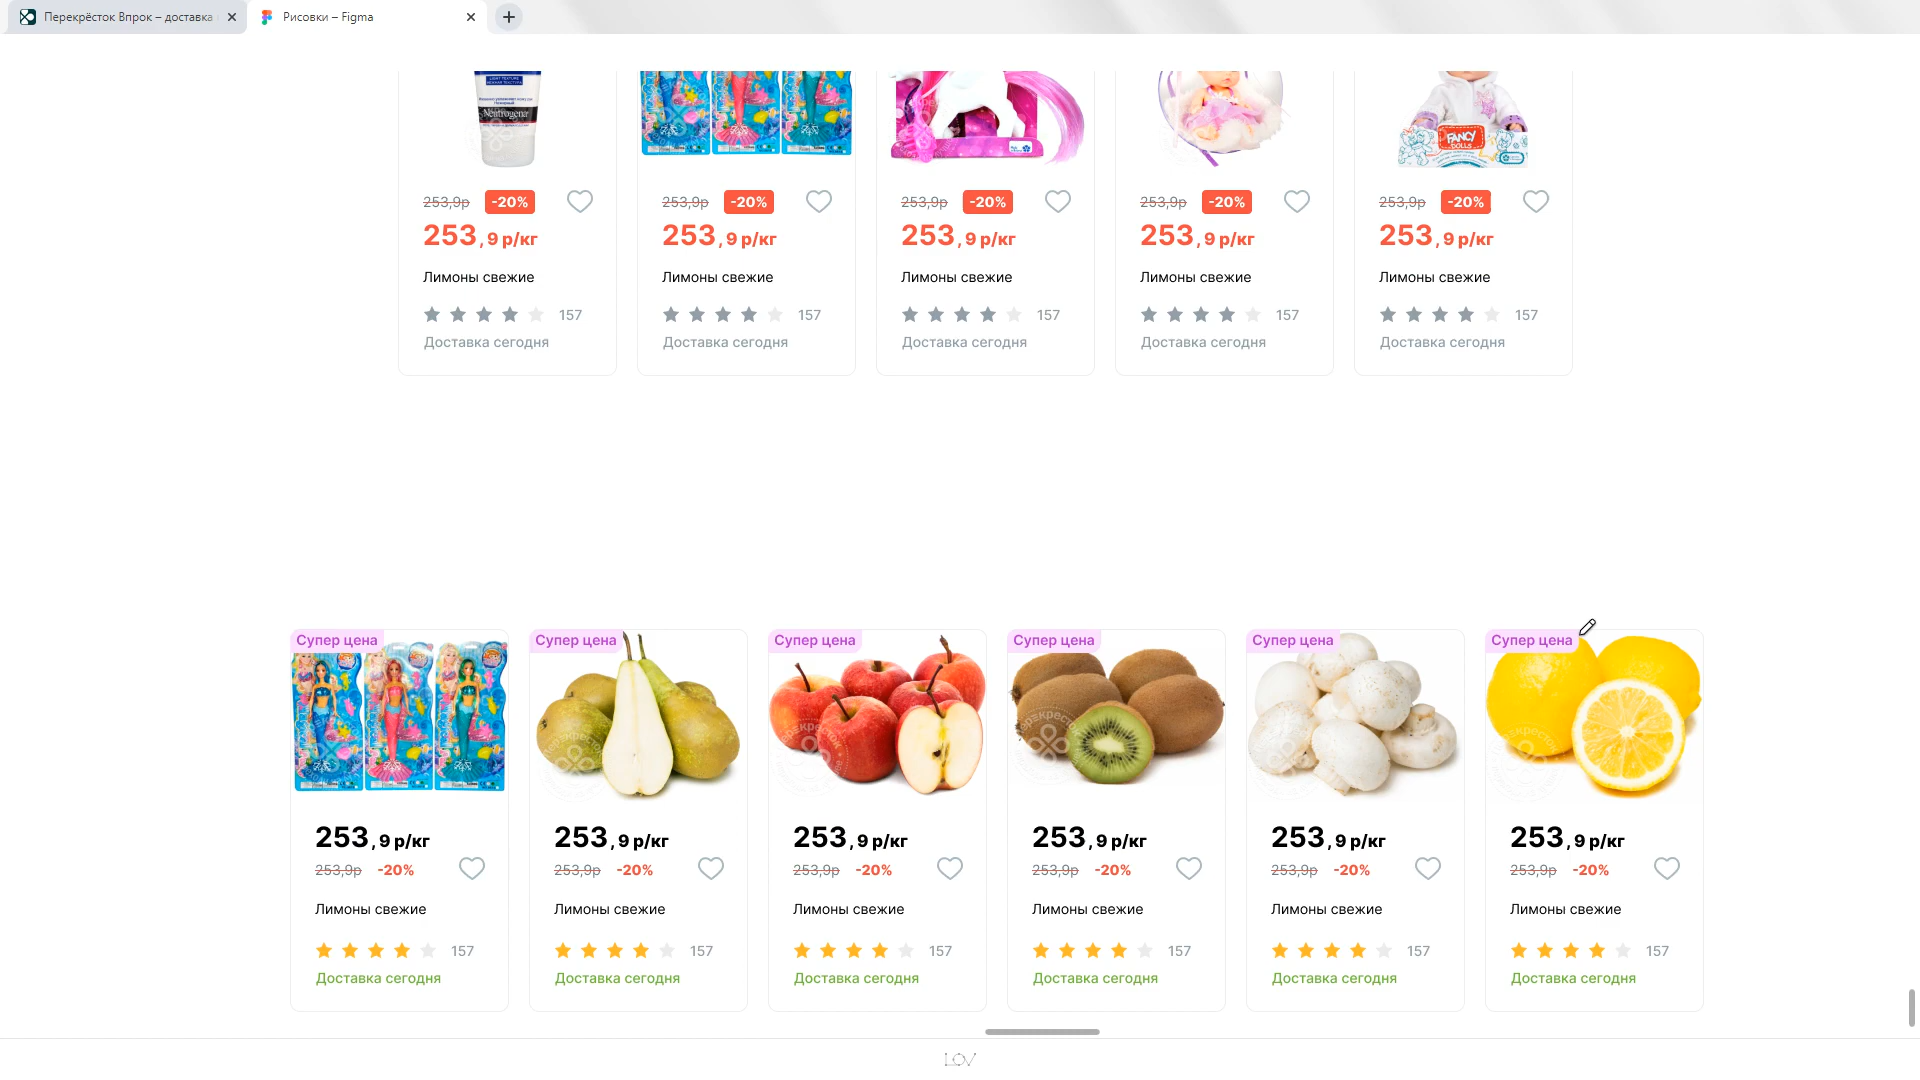 Перекрёсток Впрок – доставка
Рисовки – Figma
Neutrogena
FANCY DOLLS
253,9р -20%
253,9р -20%
253,9р -20%
253,9р -20%
253,9р -20%
253, 9 р/кг
253, 9 р/кг
253, 9 р/кг
253, 9 р/кг
253, 9 р/кг
Лимоны свежие
Лимоны свежие
Лимоны свежие
Лимоны свежие
Лимоны свежие
157
157
157
157
157
Доставка сегодня
Доставка сегодня
Доставка сегодня
Доставка сегодня
Доставка сегодня
Супер цена
Супер цена
Супер цена
Супер цена
Супер цена
Супер цена
253, 9 р/кг
253, 9 р/кг
253, 9 р/кг
253, 9 р/кг
253, 9 р/кг
253, 9 р/кг
253,9р -20%
253,9р -20%
253,9р -20%
253,9р -20%
253,9р -20%
253,9р -20%
Лимоны свежие
Лимоны свежие
Лимоны свежие
Лимоны свежие
Лимоны свежие
Лимоны свежие
157
157
157
157
157
157
Доставка сегодня
Доставка сегодня
Доставка сегодня
Доставка сегодня
Доставка сегодня
Доставка сегодня
LOV